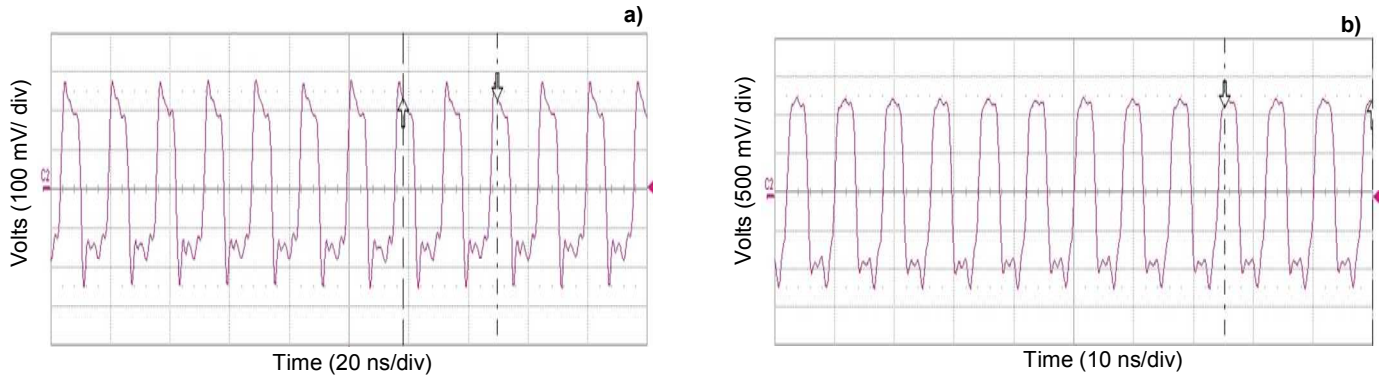 a)
Volts (100 mV/ div)
Time (20 ns/div)
b)
Volts (500 mV/ div)
Time (10 ns/div)